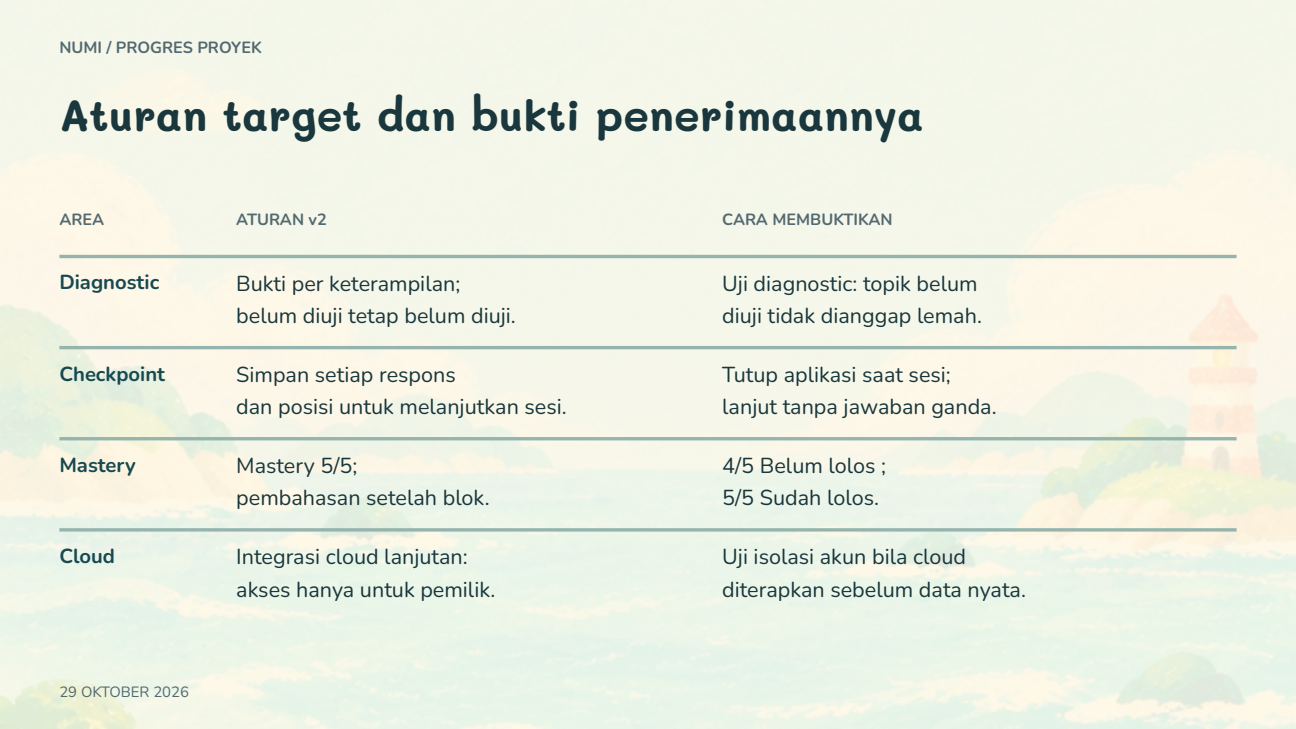 NUMI / PROGRES PROYEK
Aturan target dan bukti penerimaannya
AREA
ATURAN v2
CARA MEMBUKTIKAN
Diagnostic
Bukti per keterampilan;
belum diuji tetap belum diuji.
Uji diagnostic: topik belum
diuji tidak dianggap lemah.
Checkpoint
Simpan setiap respons
dan posisi untuk melanjutkan sesi.
Tutup aplikasi saat sesi;
lanjut tanpa jawaban ganda.
Mastery
Mastery 5/5;
pembahasan setelah blok.
4/5 Belum lolos ;
5/5 Sudah lolos.
Cloud
Integrasi cloud lanjutan:
akses hanya untuk pemilik.
Uji isolasi akun bila cloud
diterapkan sebelum data nyata.
29 OKTOBER 2026